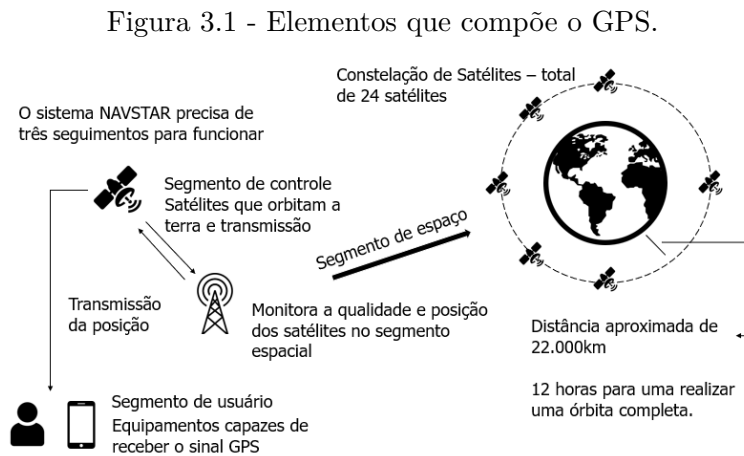 Figura 3.1 - Elementos que compõe o GPS.
Constelação de Satélites – total
de 24 satélites
O sistema NAVSTAR precisa de
três seguimentos para funcionar
Segmento de controle
Satélites que orbitam a
terra e transmissão
Segmento de espaço
Transmissão
da posição
Monitora a qualidade e posição
dos satélites no segmento
espacial
Distância aproximada de
22.000km
12 horas para uma realizar
uma órbita completa.
Segmento de usuário
Equipamentos capazes de
receber o sinal GPS